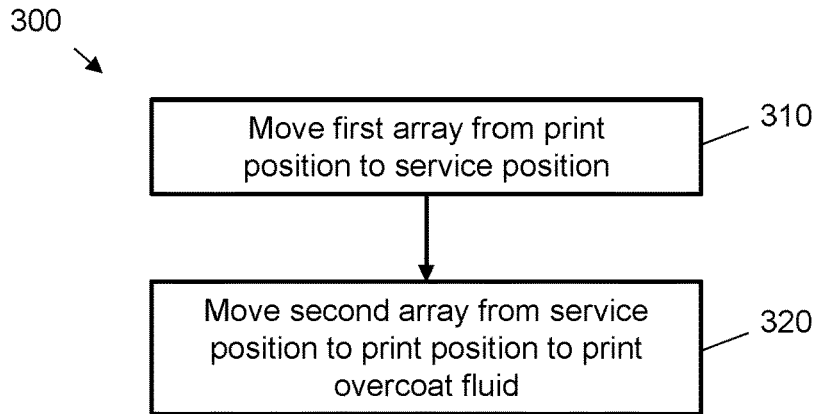 300
Move first array from print
position to service position
310
Move second array from service
position to print position to print
overcoat fluid
320